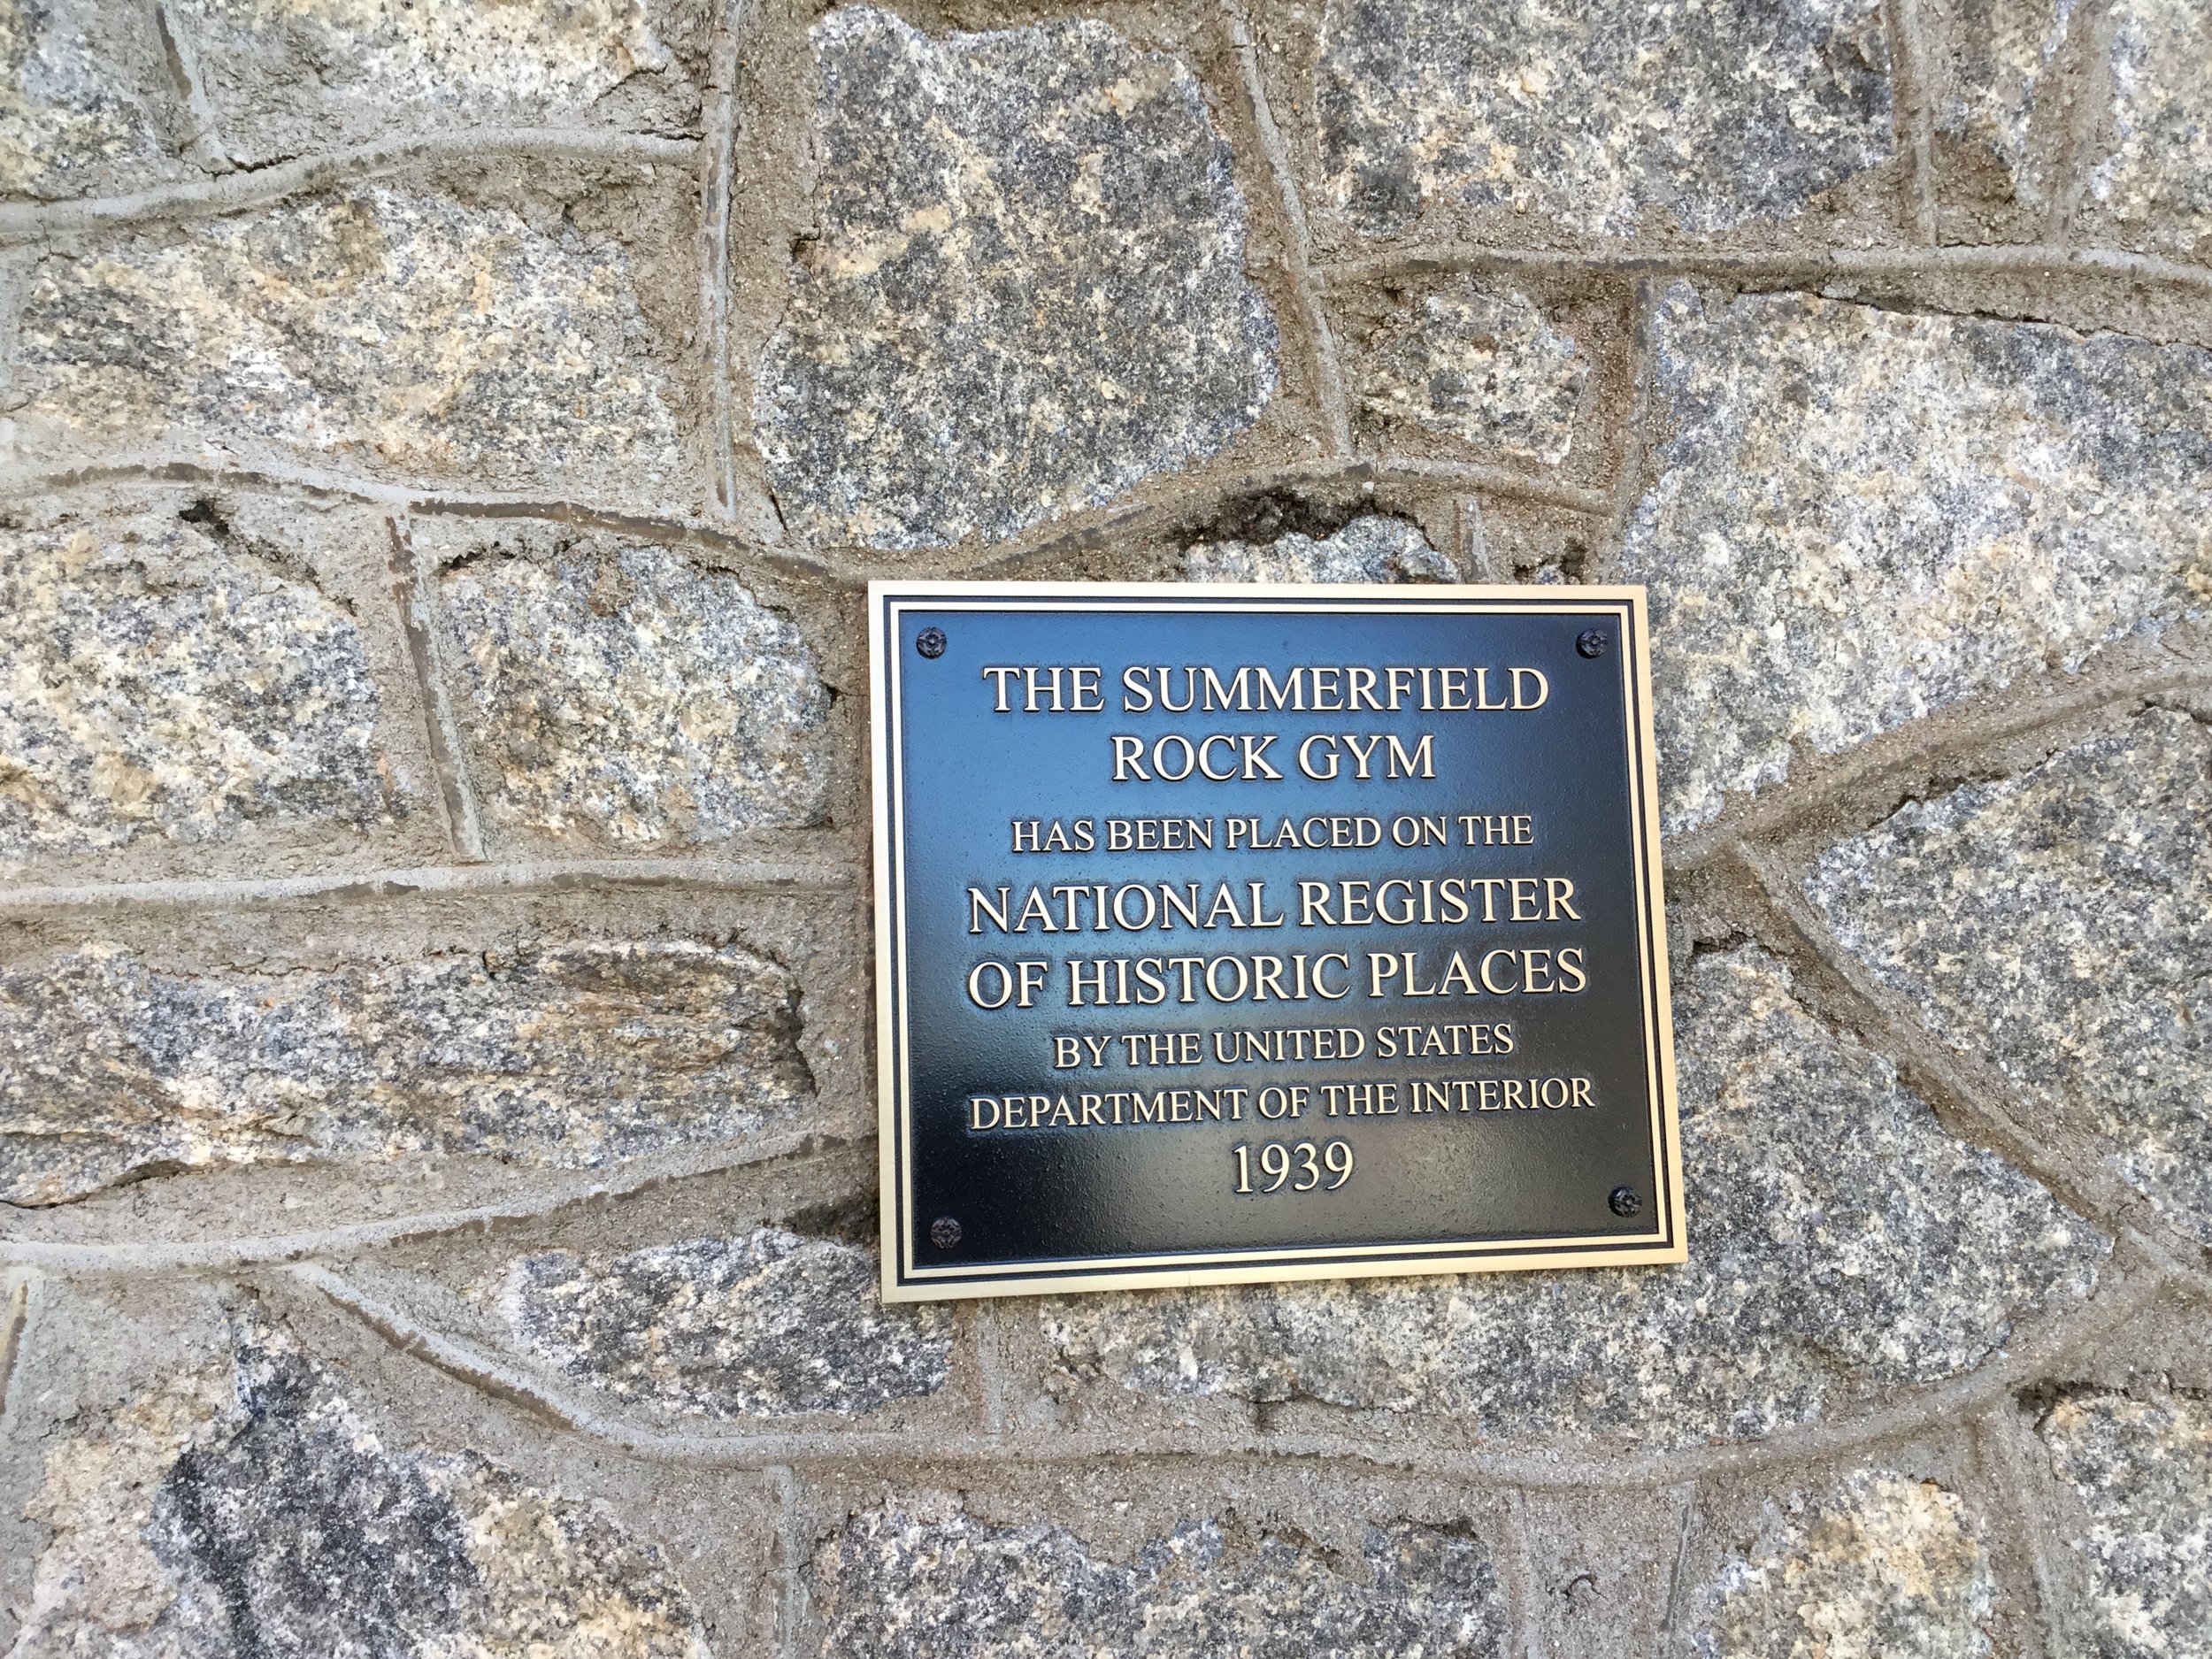 THE SUMMERFIELD
ROCK GYM
HAS BEEN PLACED ON THE
NATIONAL REGISTER
OF HISTORIC PLACES
BY THE UNITED STATES
DEPARTMENT OF THE INTERIOR
1939